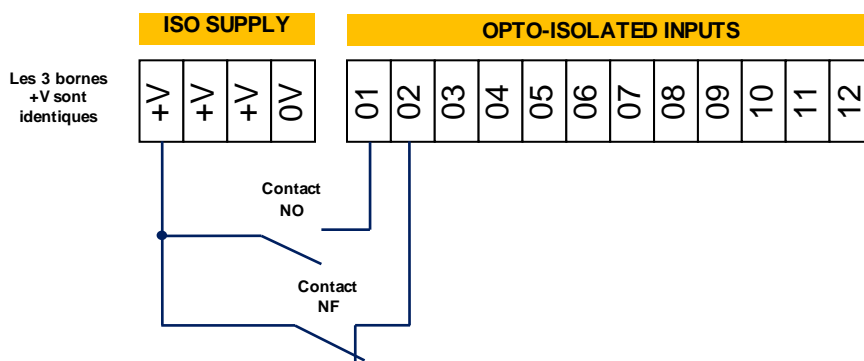 ISO SUPPLY
OPTO-ISOLATED INPUTS
Les 3 bornes
+V sont
identiques
+V +V +V 0V
01 02 03 04 05 06 07 08 09 10 11 12
Contact
NO
Contact
NF